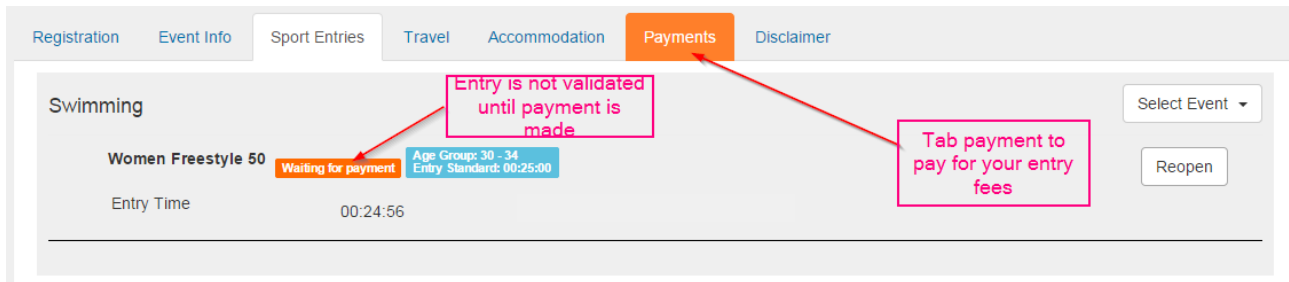 Registration Event Info Sport Entries Travel Accommodation Payments Disclaimer
Swimming
Entry is not validated
until payment is
made
Select Event
Tab payment to
pay for your entry
fees
Women Freestyle 50
Waiting for payment
Age Group: 30 - 34
Entry Standard: 00:25:00
Reopen
Entry Time
00:24:56